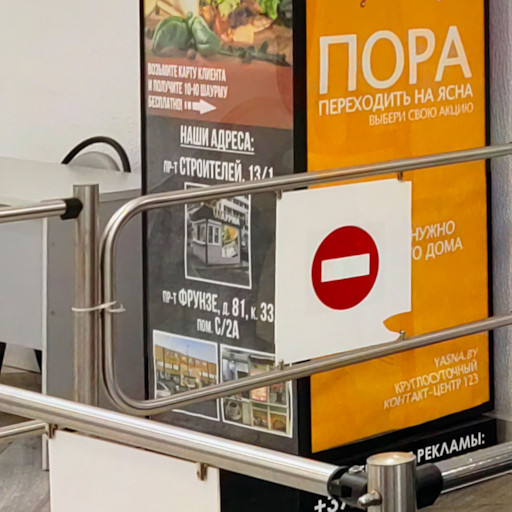 ВОЗЬМИТЕ КАРТУ КЛИЕНТА
И ПОЛУЧИТЕ 10-Ю ШАУРМУ
БЕСПЛАТНО!
НАШИ АДРЕСА:
ПР-Т СТРОИТЕЛЕЙ, 13/1
ПР-Т ФРУНЗЕ, Д. 81, К. 33
ПОМ. С/2А
ПОРА
ПЕРЕХОДИТЬ НА ЯСНА
ВЫБЕРИ СВОЮ АКЦИЮ
НУЖНО
О ДОМА
YASNA.BY
КРУГЛОСУТОЧНЫЙ
КОНТАКТ-ЦЕНТР 123
РЕКЛАМЫ:
+37